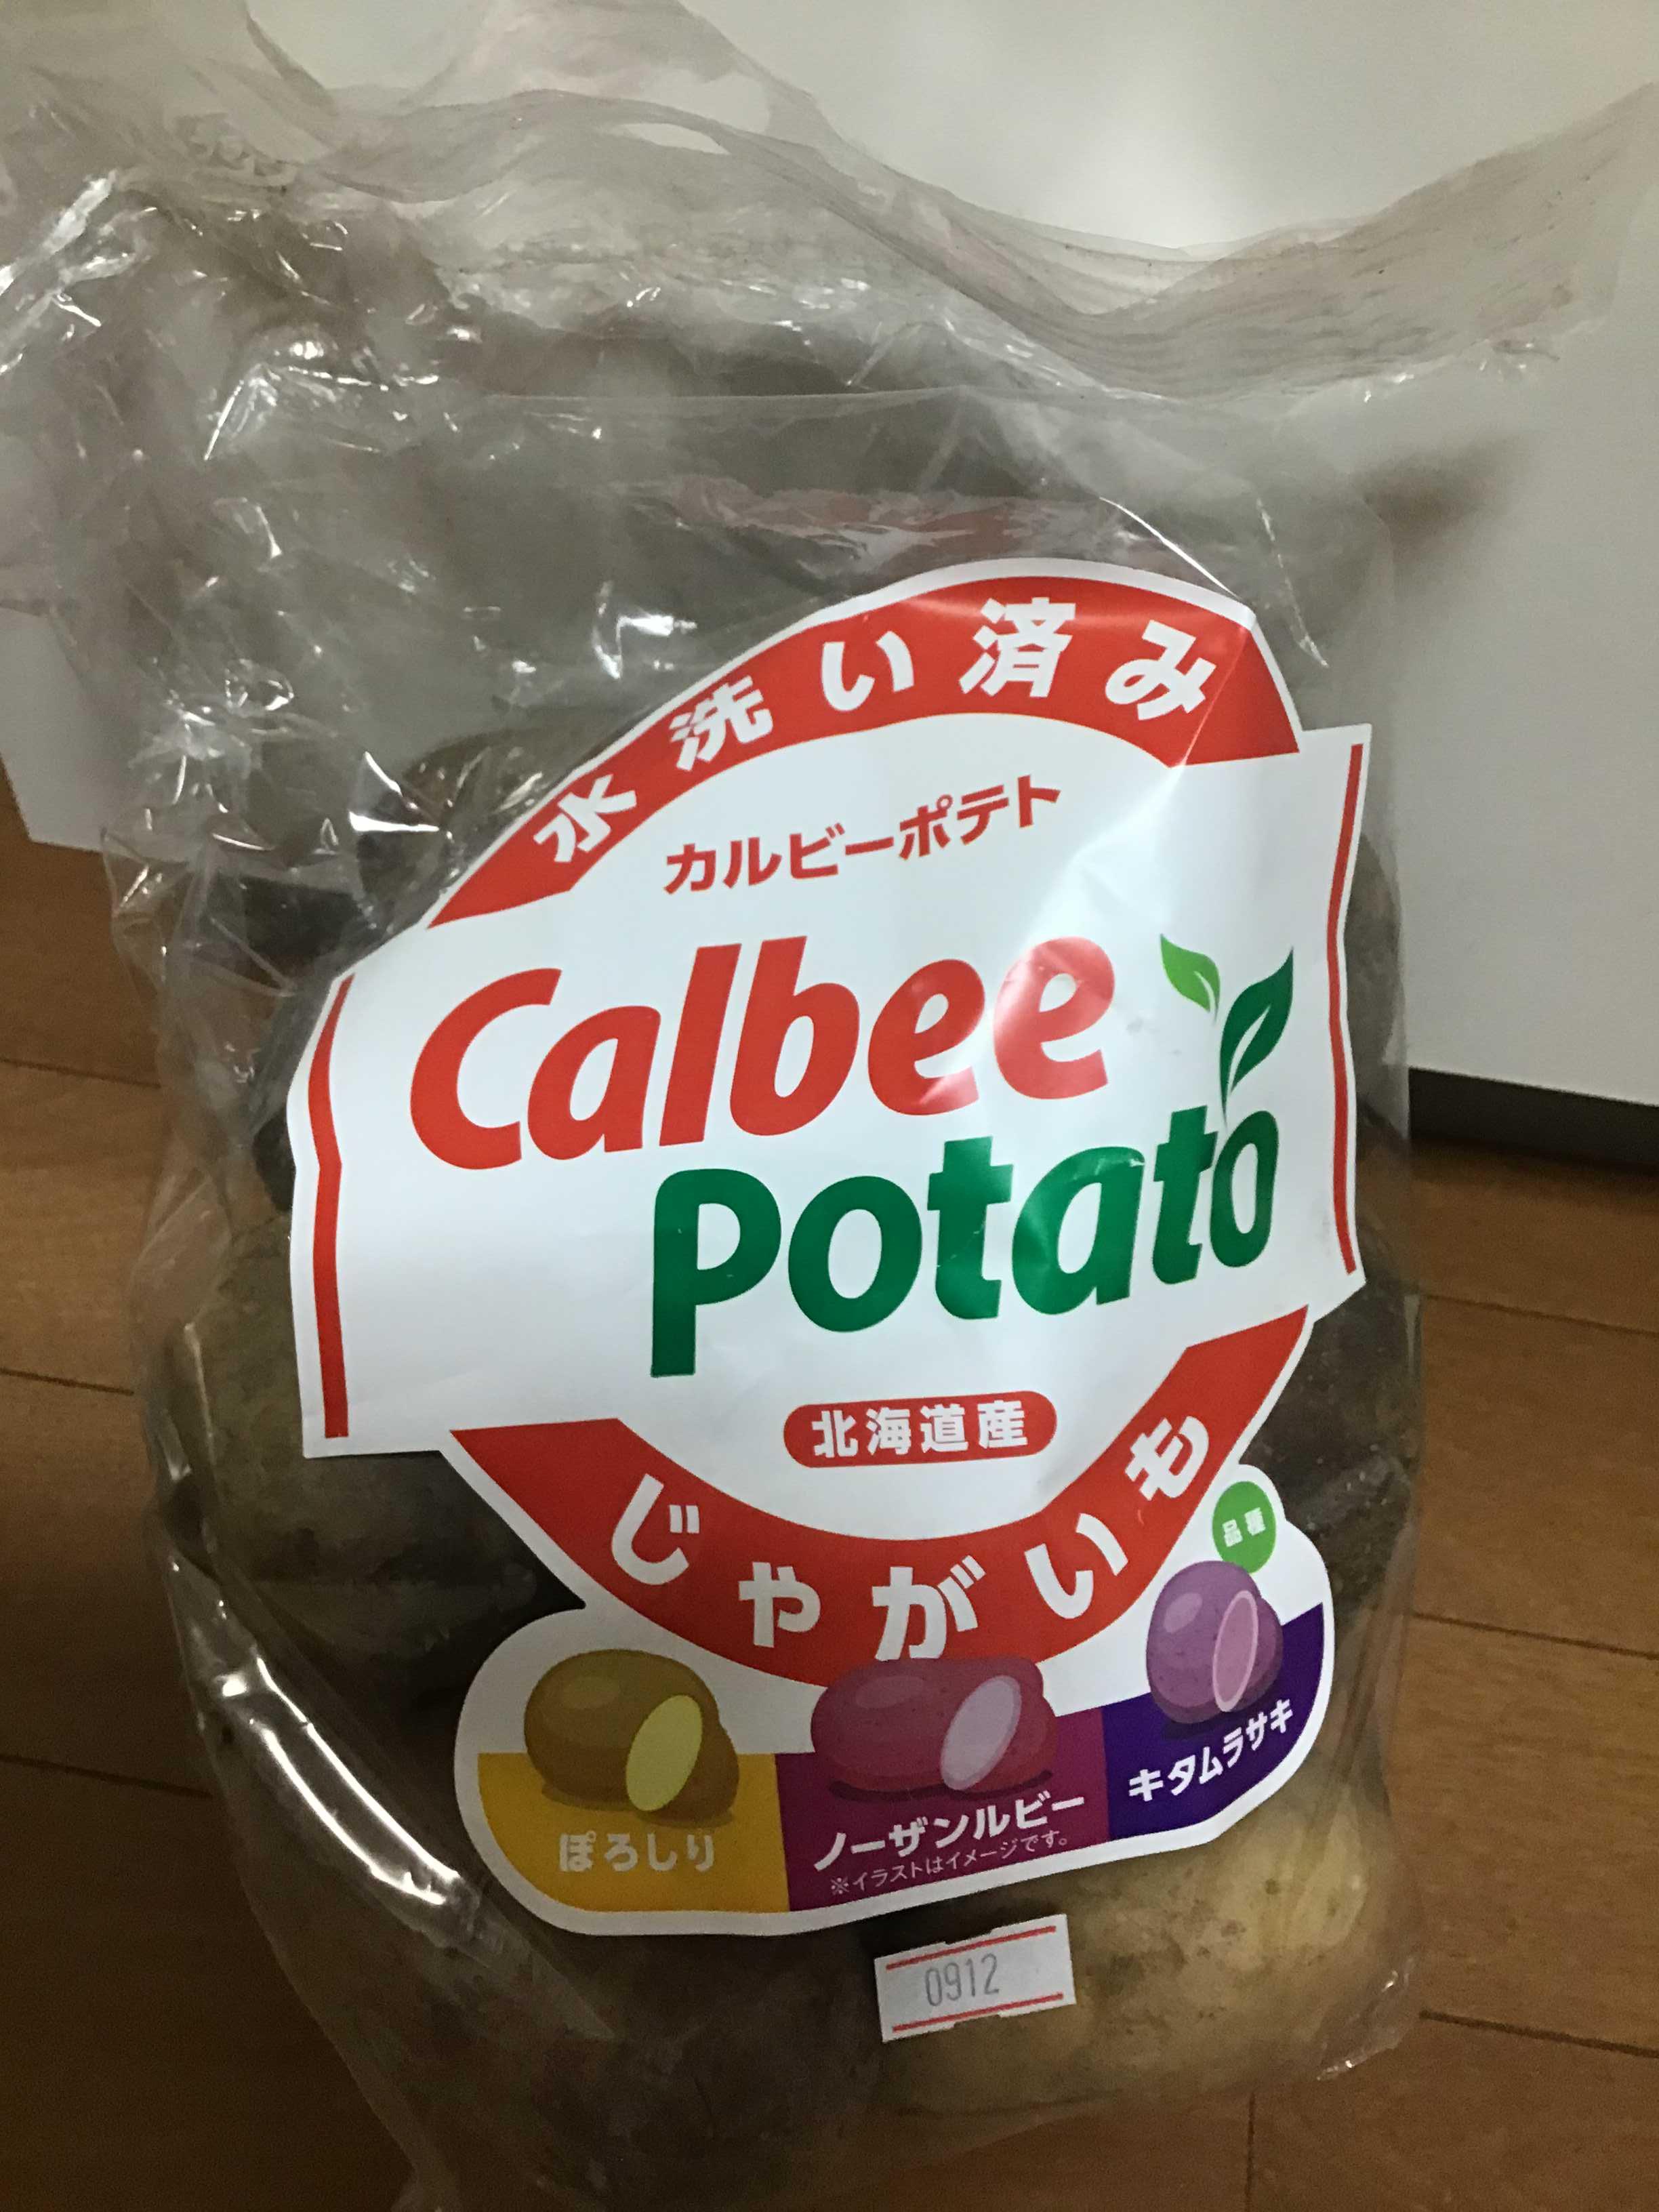 水洗い済み
カルビーポテト
Calbee
potato
北海道産
じゃがいも
品種
ぽろしり
ノーザンルビー
キタムラサキ
※イラストはイメージです。
0912